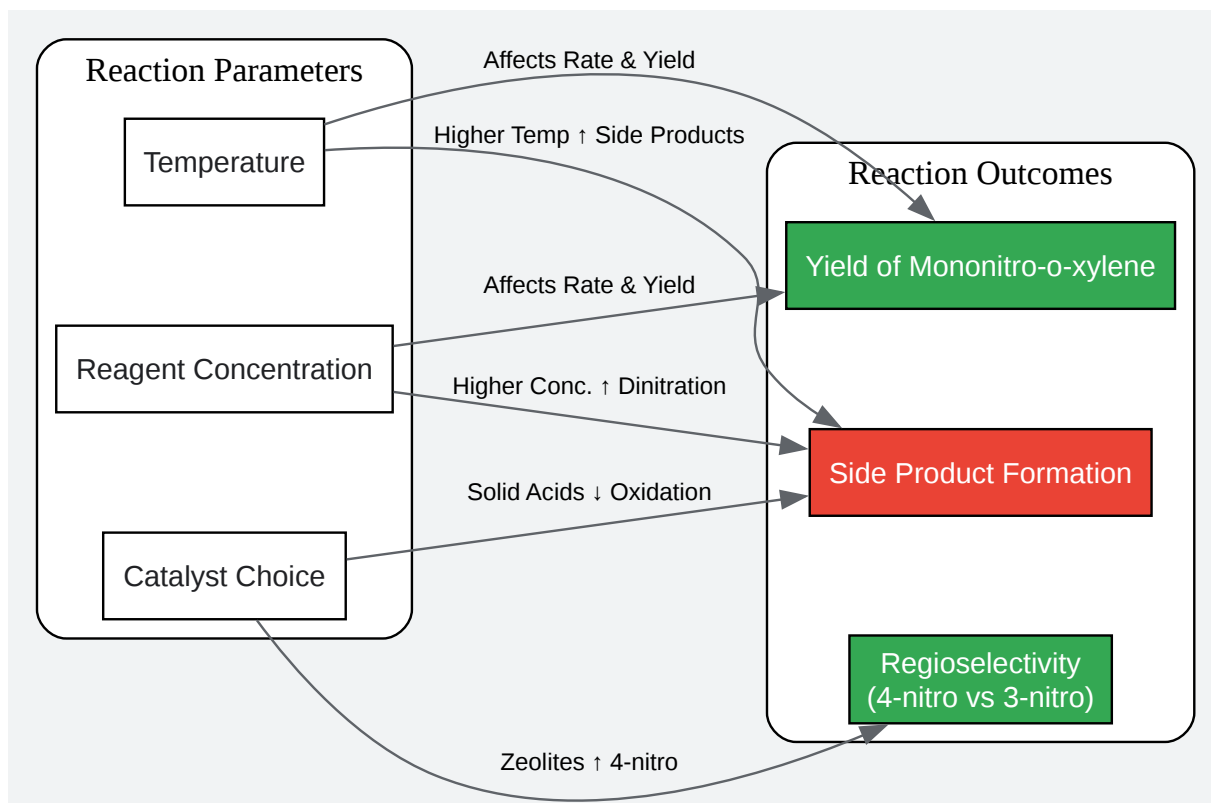 Reaction Parameters
Temperature
Reagent Concentration
Catalyst Choice
Affects Rate & Yield
Higher Temp ↑ Side Products
Affects Rate & Yield
Higher Conc. ↑ Dinitration
Solid Acids ↓ Oxidation
Zeolites ↑ 4-nitro
Reaction Outcomes
Yield of Mononitro-o-xylene
Side Product Formation
Regioselectivity
(4-nitro vs 3-nitro)